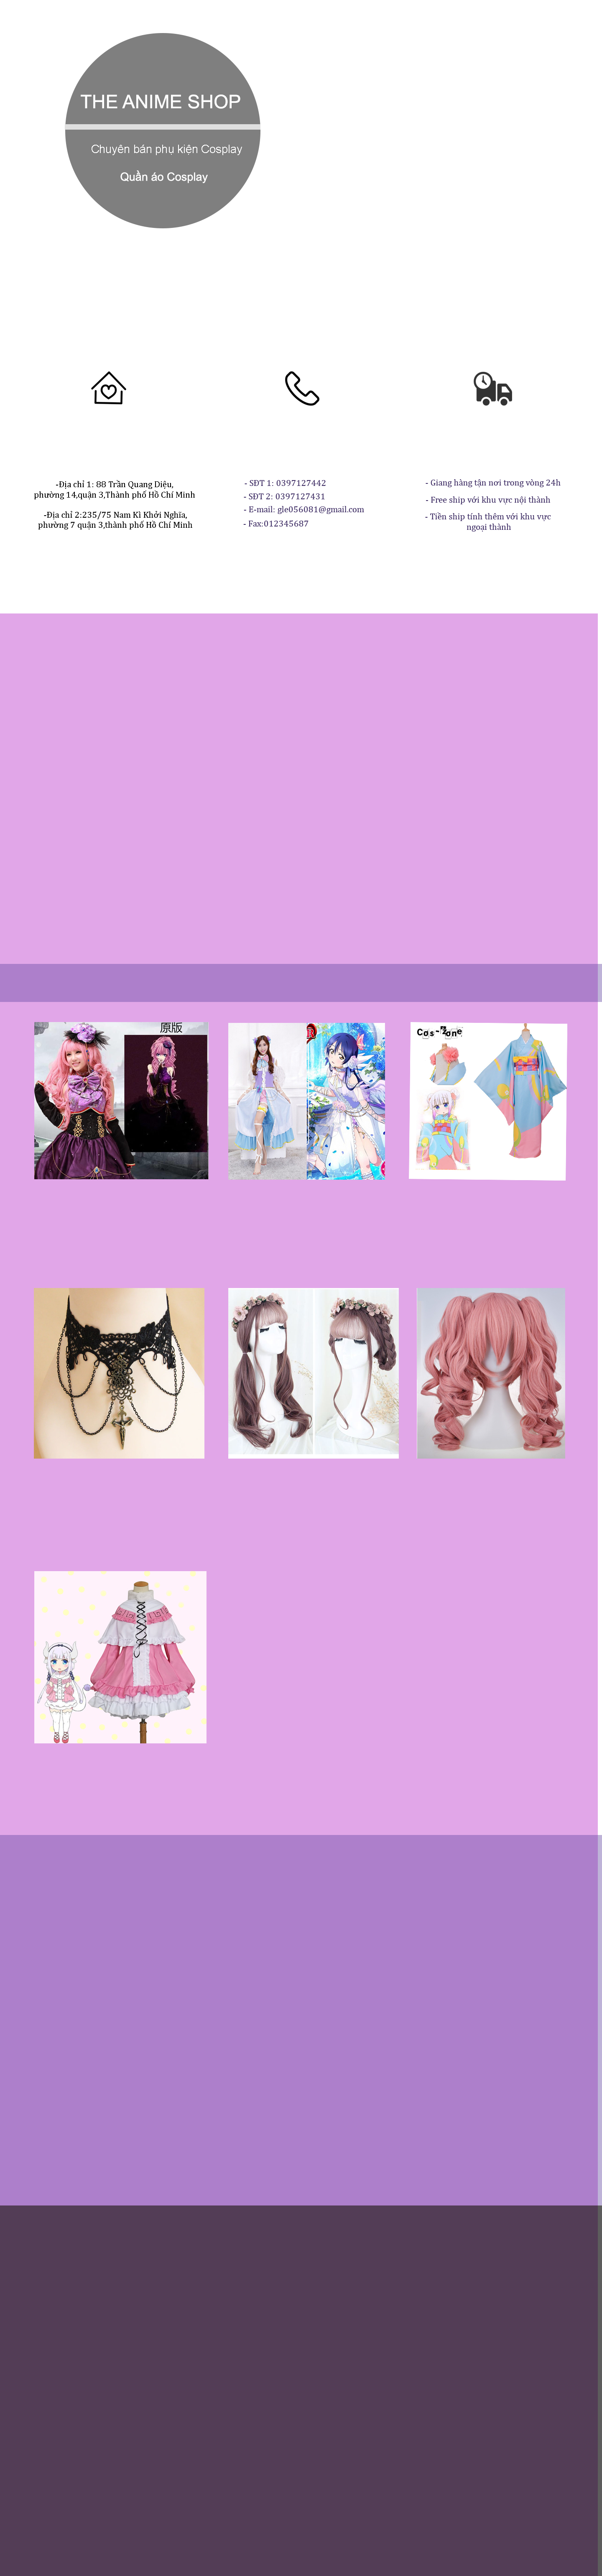 THE ANIME SHOP
Chuyên bán phụ kiện Cosplay
Quần áo Cosplay
-Địa chỉ 1: 88 Trần Quang Diệu,
phường 14,quận 3,Thành phố Hồ Chí Minh
-Địa chỉ 2:235/75 Nam Kì Khởi Nghĩa,
phường 7 quận 3,thành phố Hồ Chí Minh
- SĐT 1: 0397127442
- SĐT 2: 0397127431
- E-mail: gle056081@gmail.com
- Fax:012345687
- Giang hàng tận nơi trong vòng 24h
- Free ship với khu vực nội thành
- Tiền ship tính thêm với khu vực
ngoại thành
原版
R
Cos-Zone